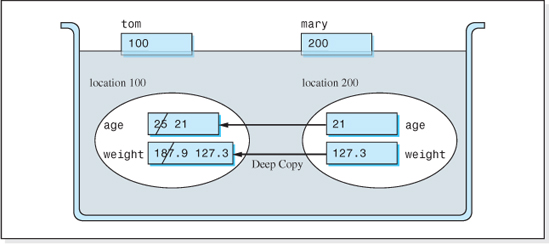 tom mary
100 200
location 100 location 200
age 25 21 21 age
weight 187.9 127.3 127.3 weight
Deep Copy